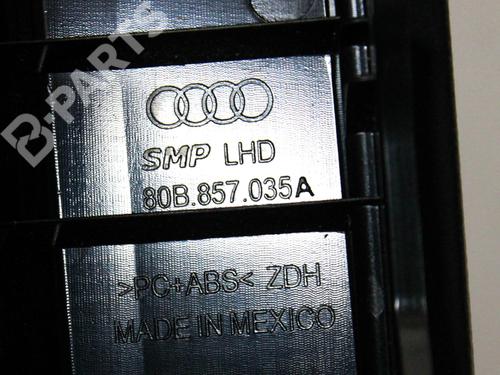 B-PARTS
SMP LHD
80B.857.035A
>PC+ABS< ZDH
MADE IN MEXICO